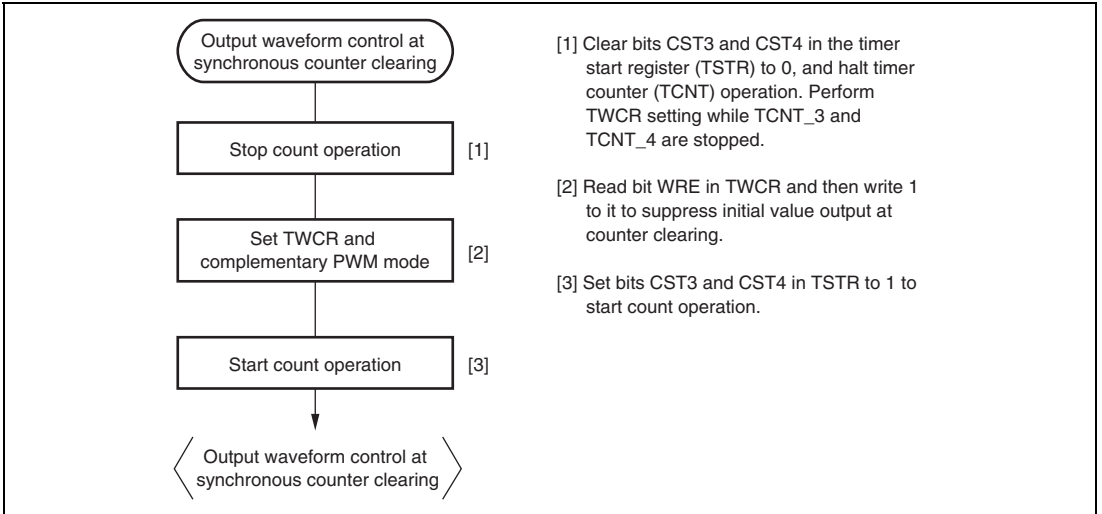 Output waveform control at
synchronous counter clearing
Stop count operation
[1]
Set TWCR and
complementary PWM mode
[2]
Start count operation
[3]
Output waveform control at
synchronous counter clearing
[1] Clear bits CST3 and CST4 in the timer
start register (TSTR) to 0, and halt timer
counter (TCNT) operation. Perform
TWCR setting while TCNT_3 and
TCNT_4 are stopped.
[2] Read bit WRE in TWCR and then write 1
to it to suppress initial value output at
counter clearing.
[3] Set bits CST3 and CST4 in TSTR to 1 to
start count operation.